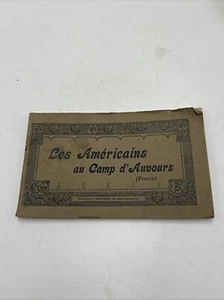 Les Américains
au Camp d'Auvours
(France)